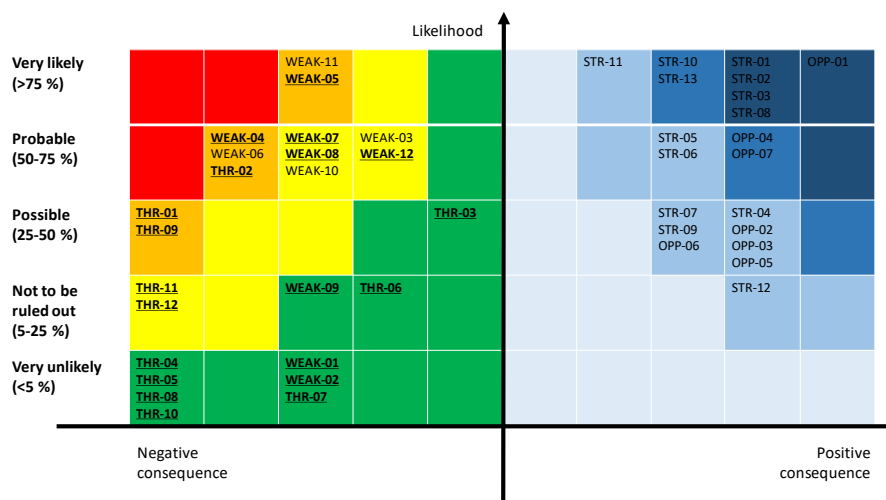 Likelihood
Very likely
(>75 %)
WEAK-11
WEAK-05
STR-11
STR-10
STR-13
STR-01
STR-02
STR-03
STR-08
OPP-01
Probable
(50-75 %)
WEAK-04
WEAK-06
THR-02
WEAK-07
WEAK-08
WEAK-10
WEAK-03
WEAK-12
STR-05
STR-06
OPP-04
OPP-07
Possible
(25-50 %)
THR-01
THR-09
THR-03
STR-07
STR-09
OPP-06
STR-04
OPP-02
OPP-03
OPP-05
Not to be
ruled out
(5-25 %)
THR-11
THR-12
WEAK-09
THR-06
STR-12
Very unlikely
(<5 %)
THR-04
THR-05
THR-08
THR-10
WEAK-01
WEAK-02
THR-07
Negative
consequence
Positive
consequence